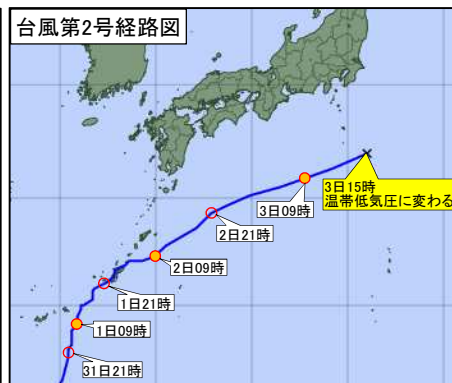 台風第2号経路図
3日15時
温帯低気圧に変わる
3日09時
2日21時
2日09時
1日21時
1日09時
31日21時